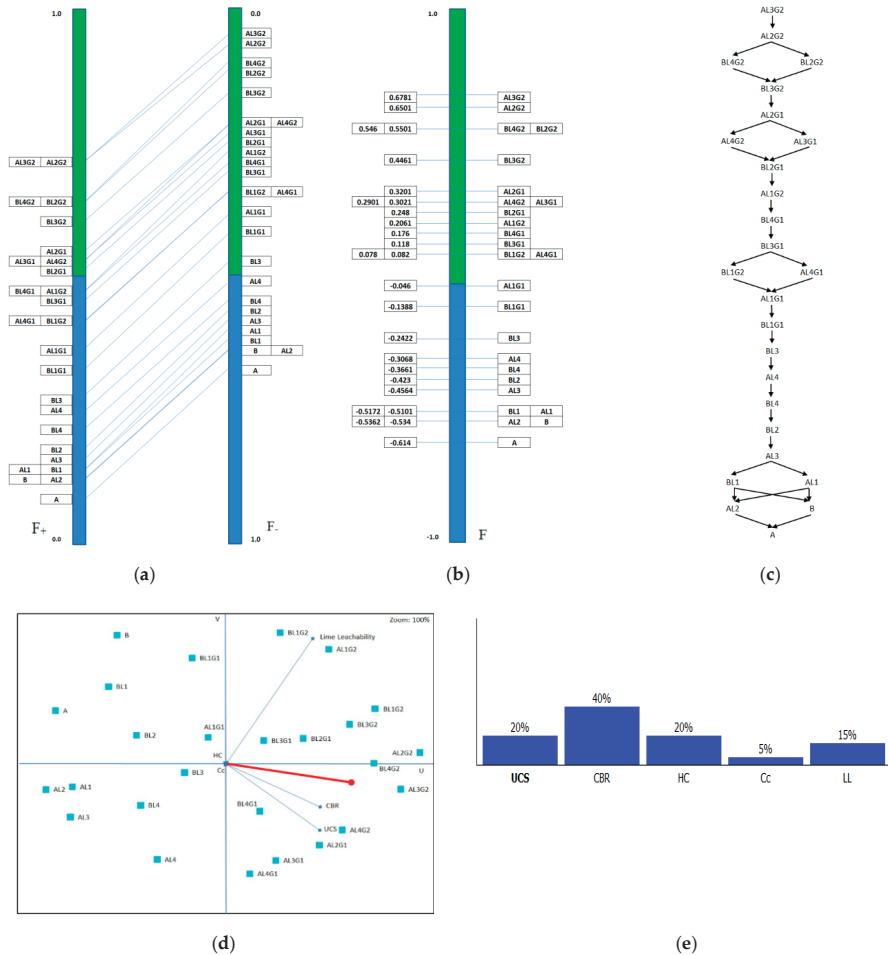 1.0
0.0
AL3G2
AL2G2
BL4G2
BL2G2
BL3G2
AL2G1 AL4G2
AL3G1
BL2G1
AL1G2
BL4G1
BL3G1
BL1G2 AL4G1
AL1G1
BL1G1
BL3
AL4
BL4
BL2
AL3
AL1
BL1
B AL2
A
AL3G2 AL2G2
BL4G2 BL2G2
BL3G2
AL2G1
AL3G1 AL4G2
BL2G1
BL4G1 AL1G2
BL3G1
AL4G1 BL1G2
AL1G1
BL1G1
BL3
AL4
BL4
BL2
AL3
AL1 BL1
B AL2
A
F+
F-
0.0
1.0
(a)
1.0
0.6781 AL3G2
0.6501 AL2G2
0.546 0.5501 BL4G2 BL2G2
0.4461 BL3G2
0.3201 AL2G1
0.2901 0.3021 AL4G2 AL3G1
0.248 BL2G1
0.2061 AL1G2
0.176 BL4G1
0.118 BL3G1
0.078 0.082 BL1G2 AL4G1
-0.046 AL1G1
-0.1388 BL1G1
-0.2422 BL3
-0.3068 AL4
-0.3661 BL4
-0.423 BL2
-0.4564 AL3
-0.5172 -0.5101 BL1 AL1
-0.5362 -0.534 AL2 B
-0.614 A
-1.0
F
(b)
AL3G2
AL2G2
BL4G2 BL2G2
BL3G2
AL2G1
AL4G2 AL3G1
BL2G1
AL1G2
BL4G1
BL3G1
BL1G2 AL4G1
AL1G1
BL1G1
BL3
AL4
BL4
BL2
AL3
BL1 AL1
AL2 B
A
(c)
V
Zoom: 100%
B
BL1G2
Lime Leachability
AL1G2
BL1G1
BL1
A
BL1G2
BL2
AL1G1
BL3G2
BL3G1
BL2G1
HC
AL2G2
Cc
BL4G2
U
BL3
AL2
AL1
AL3G2
BL4
BL4G1
CBR
AL3
UCS
AL4G2
AL2G1
AL4
AL3G1
AL4G1
(d)
20%
40%
20%
5%
15%
UCS CBR HC Cc LL
(e)